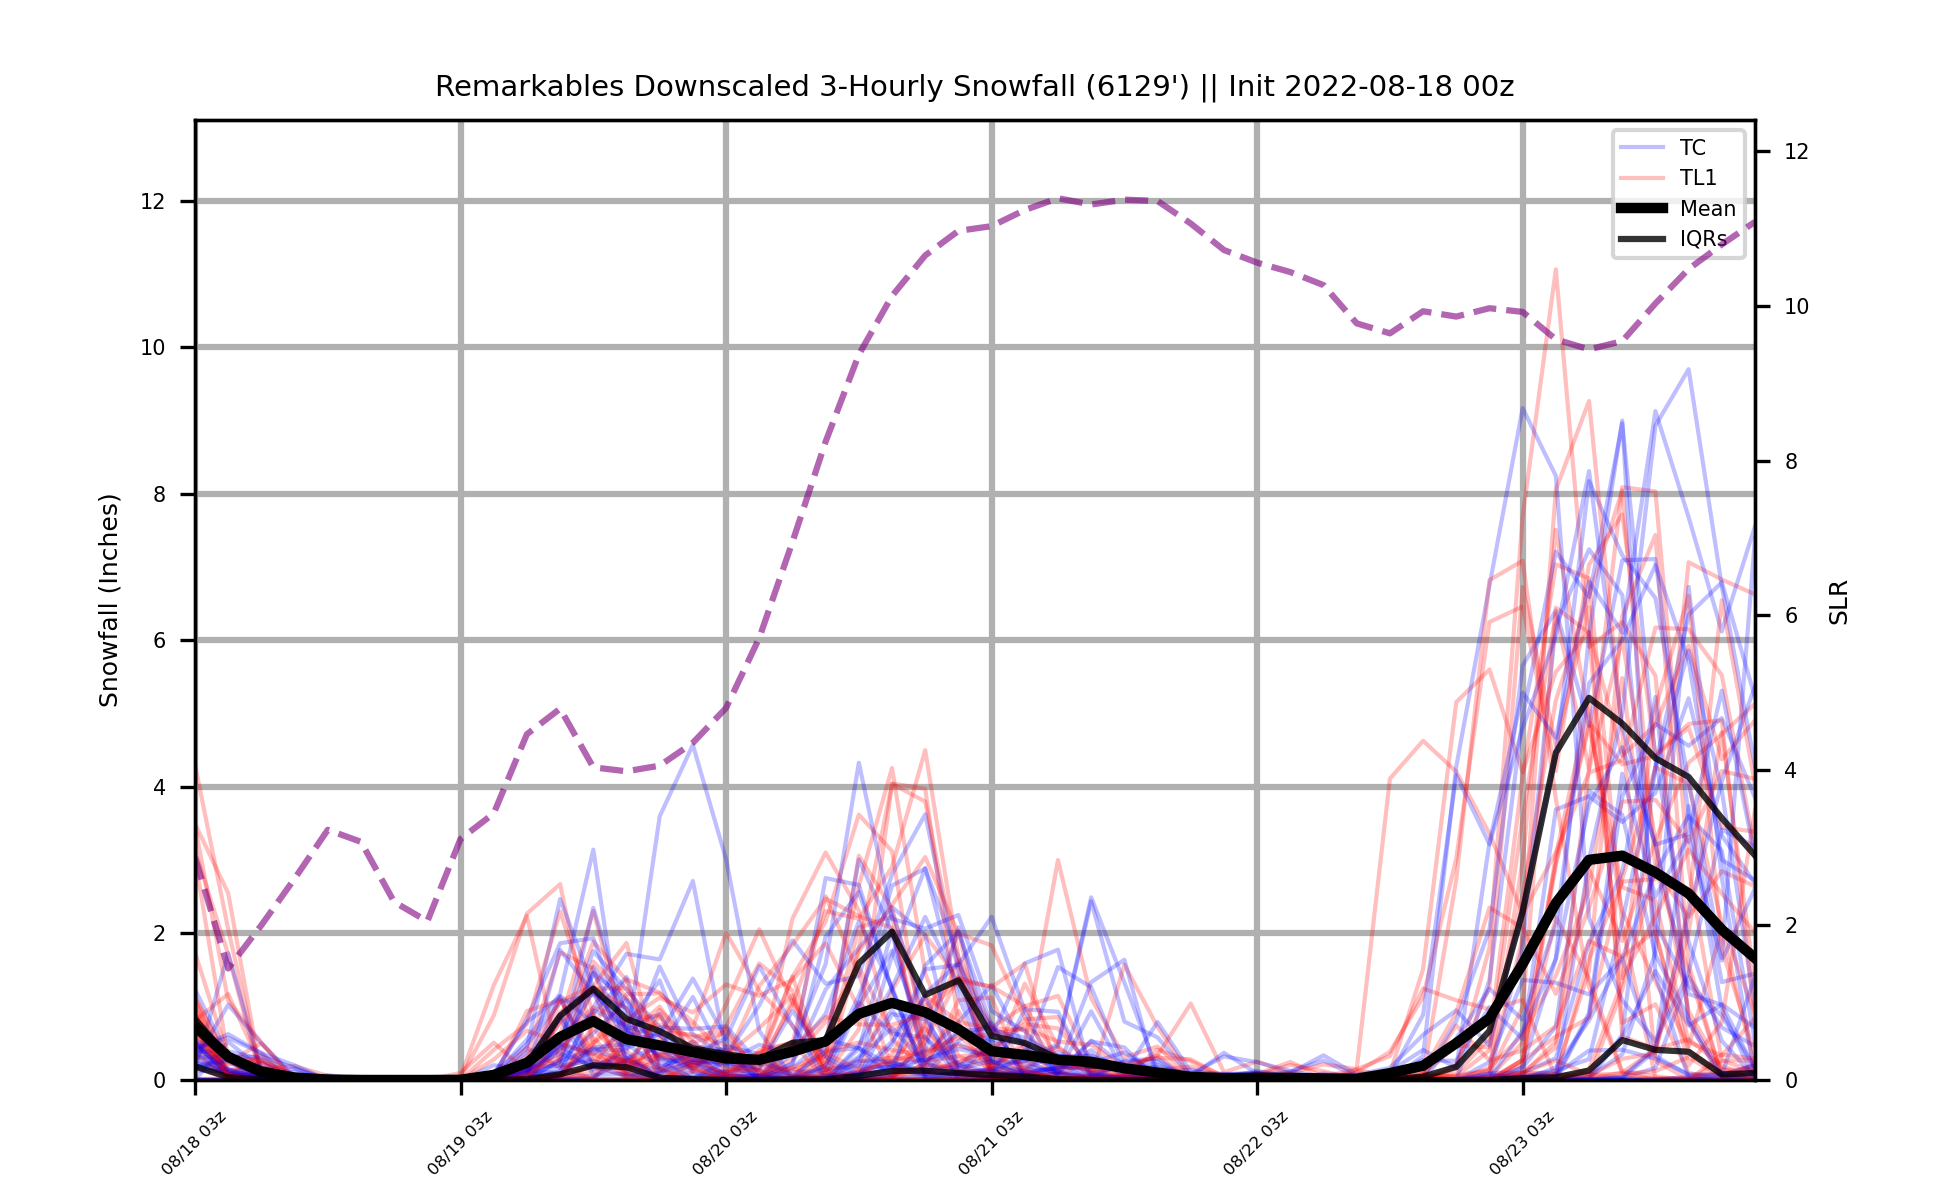 Remarkables Downscaled 3-Hourly Snowfall (6129') || Init 2022-08-18 00z
TC
TL1
Mean
IQRs
Snowfall (Inches)
12
10
8
6
4
2
0
12
10
8
6
4
2
0
SLR
08/18 03z
08/19 03z
08/20 03z
08/21 03z
08/22 03z
08/23 03z